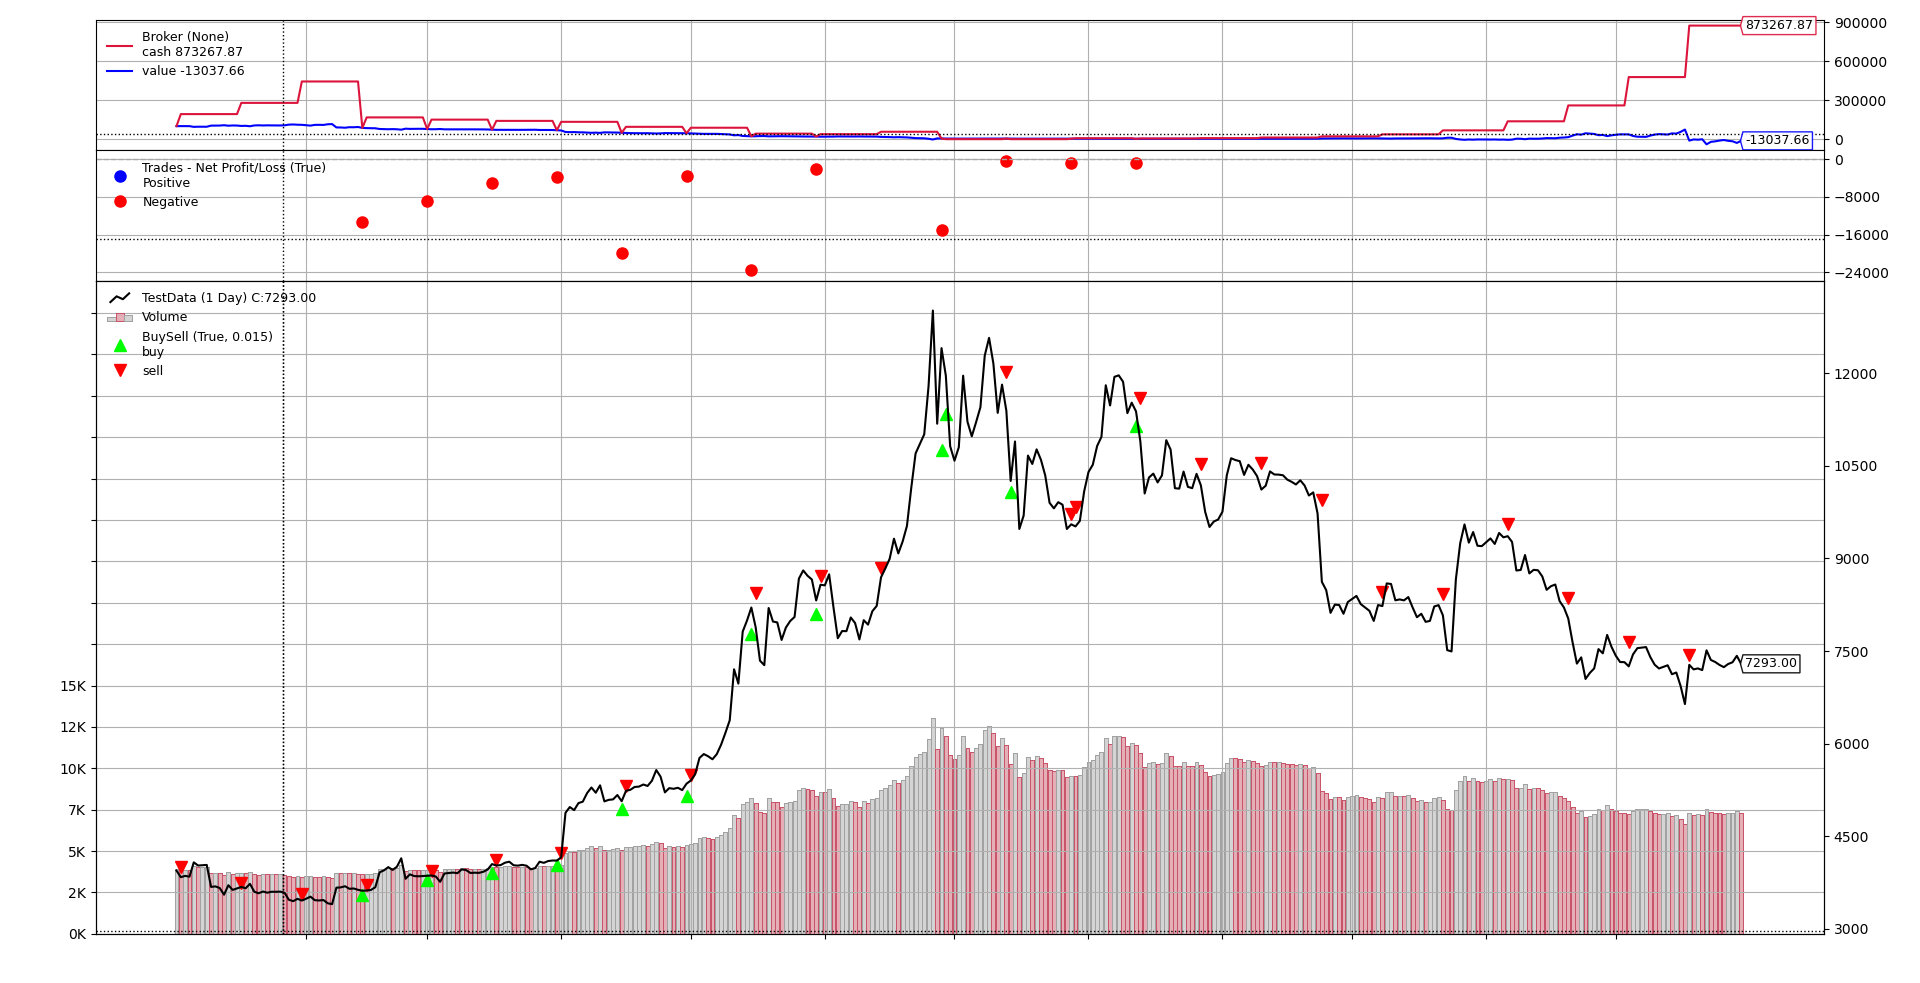 Broker (None)
cash 873267.87
value -13037.66
873267.87
-13037.66
900000
600000
300000
0
Trades - Net Profit/Loss (True)
Positive
Negative
0
−8000
−16000
−24000
TestData (1 Day) C:7293.00
Volume
BuySell (True, 0.015)
buy
sell
7293.00
12000
10500
9000
7500
6000
4500
3000
15K
12K
10K
7K
5K
2K
0K